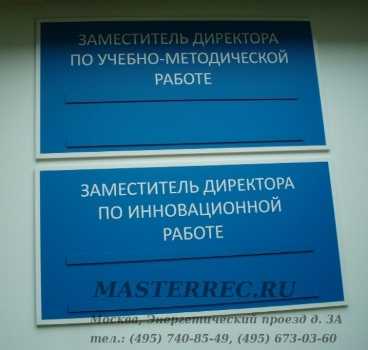 ЗАМЕСТИТЕЛЬ ДИРЕКТОРА
ПО УЧЕБНО-МЕТОДИЧЕСКОЙ
РАБОТЕ
ЗАМЕСТИТЕЛЬ ДИРЕКТОРА
ПО ИННОВАЦИОННОЙ
РАБОТЕ
MASTERREC.RU
Москва, Энергетический проезд д. 3А
тел.: (495) 740-85-49, (495) 673-03-60